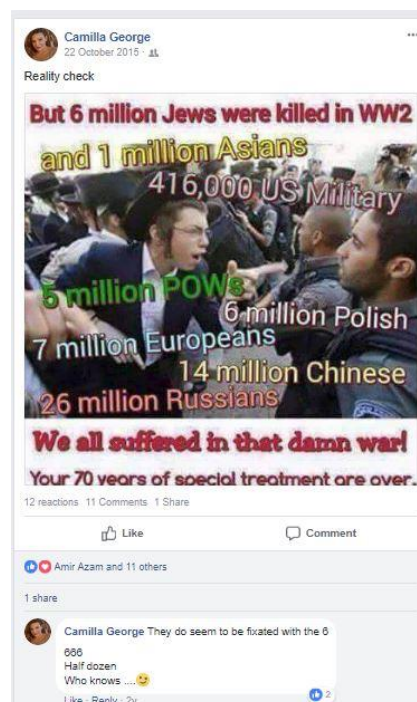 Camilla George
22 October 2015
Reality check
But 6 million Jews were killed in WW2
and 1 million Asians
416,000 US Military
5 million POWs
6 million Polish
7 million Europeans
14 million Chinese
26 million Russians
We all suffered in that damn war!
Your 70 years of special treatment are over.
12 reactions 11 Comments 1 Share
Like Comment
Amir Azam and 11 others
1 share
Camilla George They do seem to be fixated with the 6
666
Half dozen
Who knows ....😉
2
Like · Reply · 2y